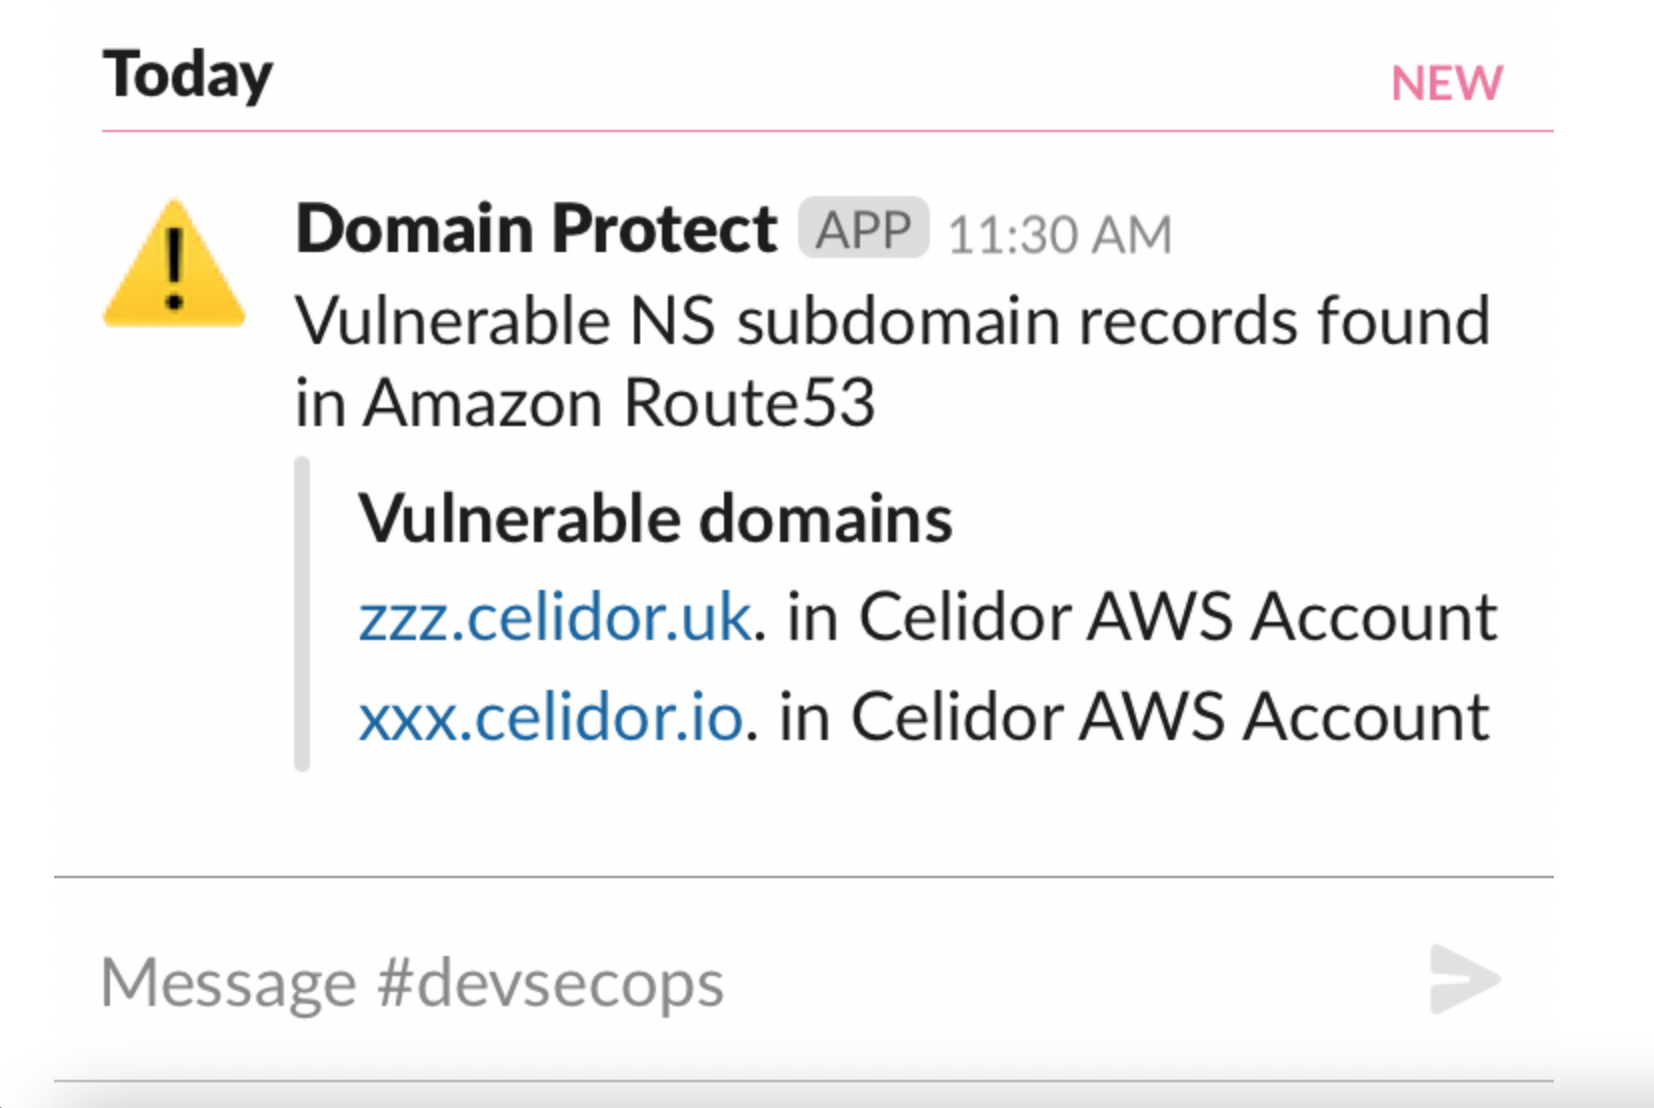 Today
NEW
Domain Protect APP 11:30 AM
Vulnerable NS subdomain records found
in Amazon Route53
Vulnerable domains
zzz.celidor.uk. in Celidor AWS Account
xxx.celidor.io. in Celidor AWS Account
Message #devsecops